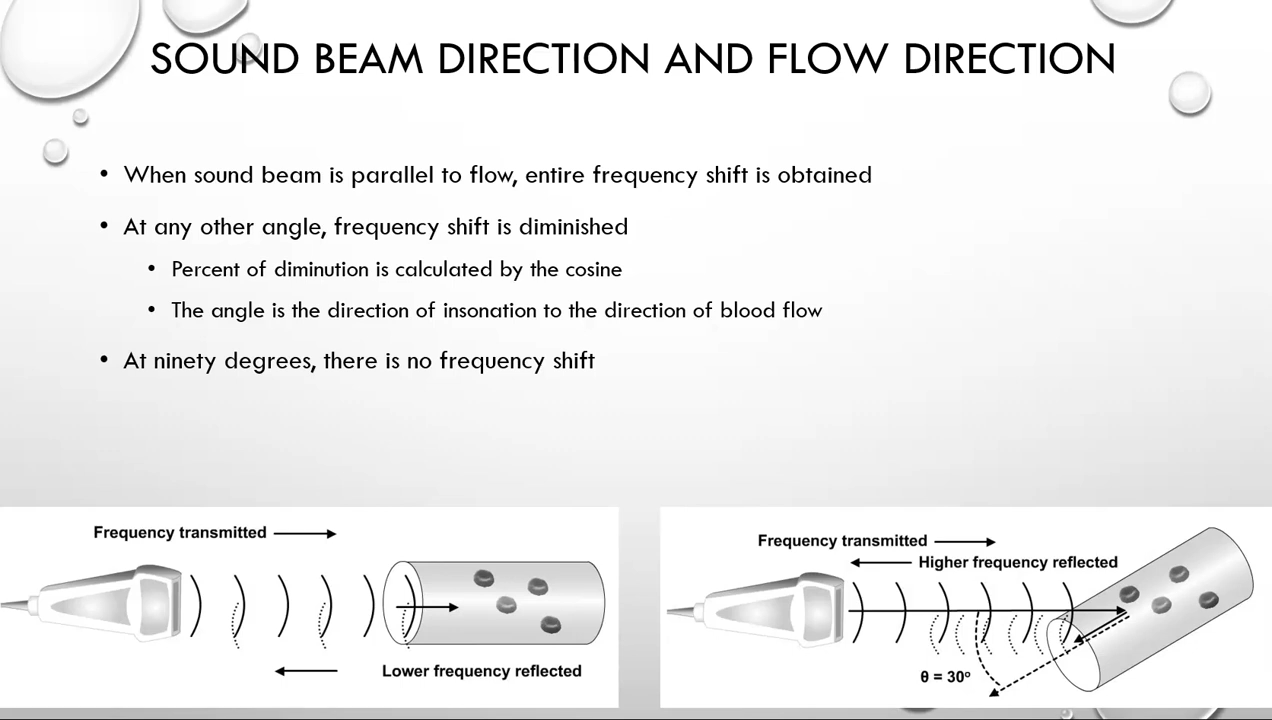 SOUND BEAM DIRECTION AND FLOW DIRECTION
• When sound beam is parallel to flow, entire frequency shift is obtained
• At any other angle, frequency shift is diminished
• Percent of diminution is calculated by the cosine
• The angle is the direction of insonation to the direction of blood flow
• At ninety degrees, there is no frequency shift
Frequency transmitted
Lower frequency reflected
Frequency transmitted
Higher frequency reflected
θ = 30°